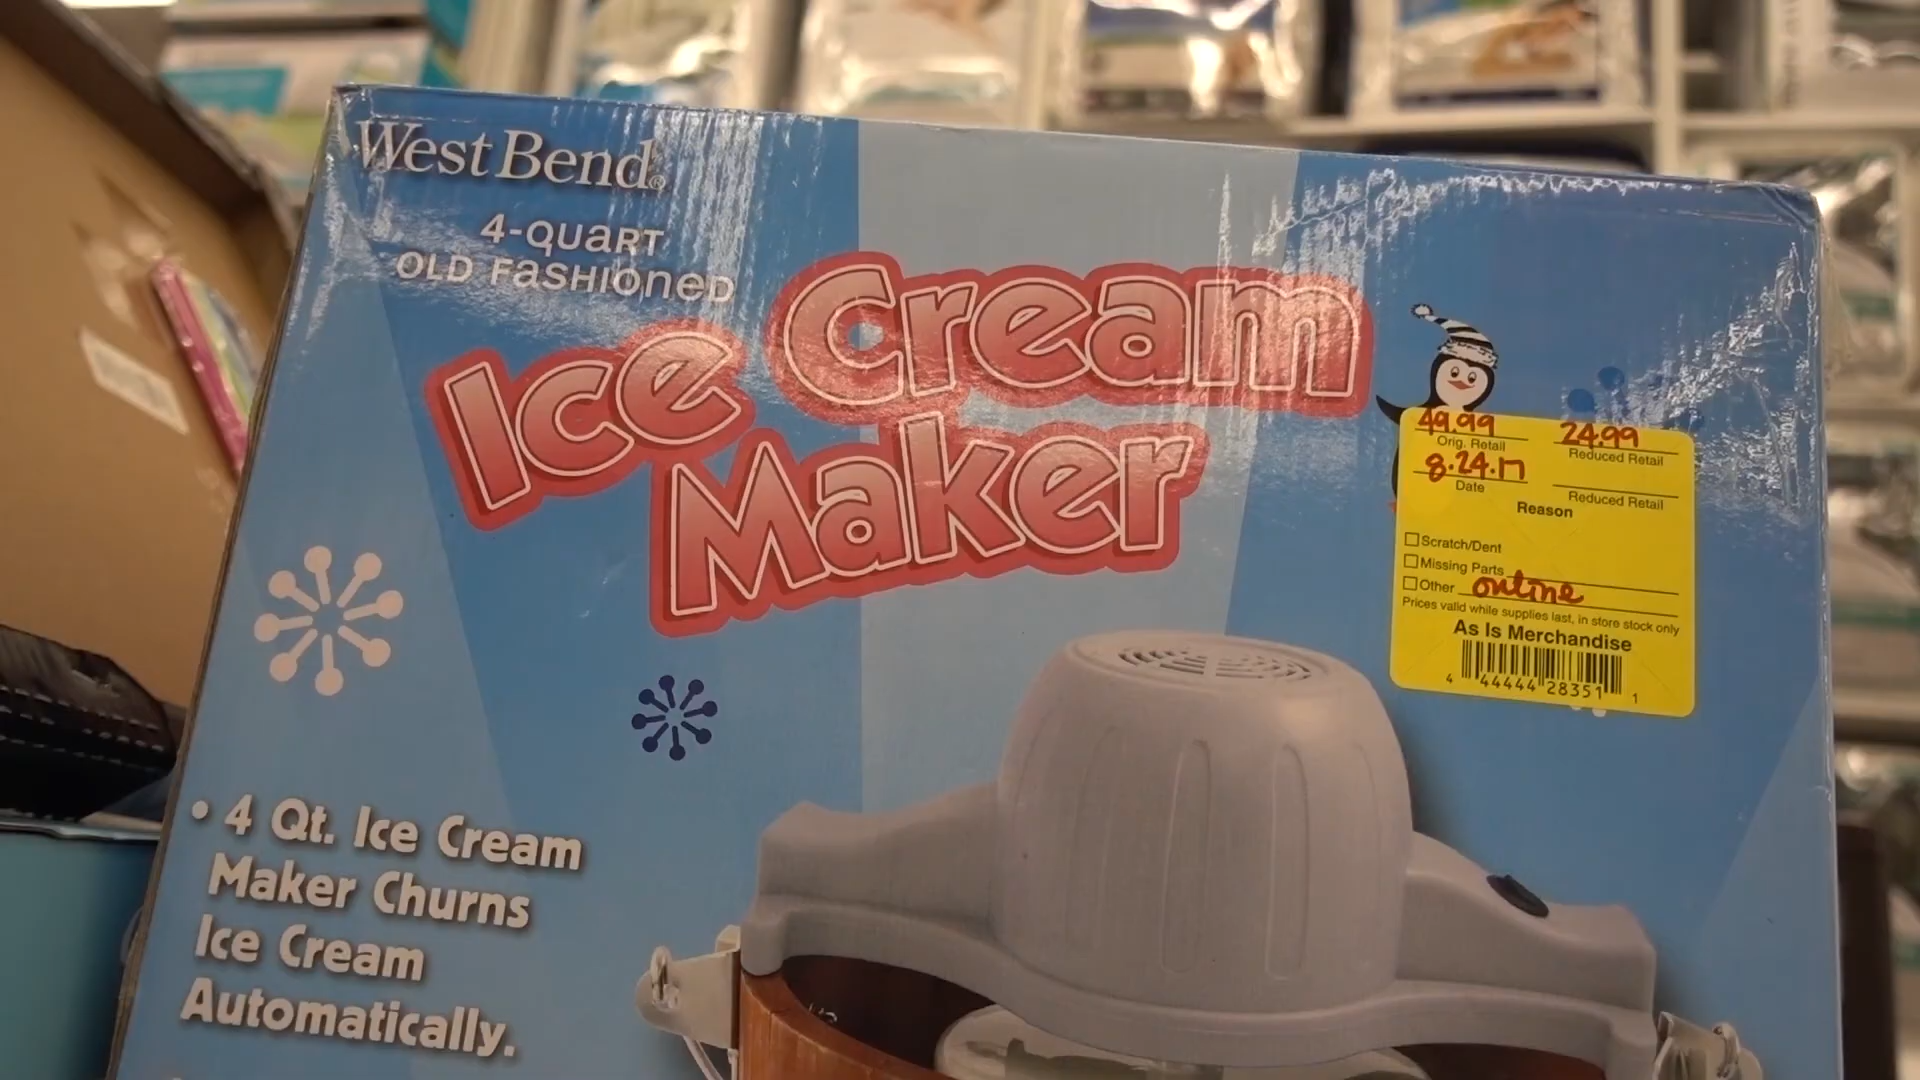 West Bend®
4-QUART
OLD FASHIONED
Ice Cream
Maker
49.99 24.99
Orig. Retail Reduced Retail
8.24.17
Date Reduced Retail
Reason
Scratch/Dent
Missing Parts
Other online
Prices valid while supplies last, in store stock only
As Is Merchandise
4 44444 28351 1
• 4 Qt. Ice Cream
Maker Churns
Ice Cream
Automatically.